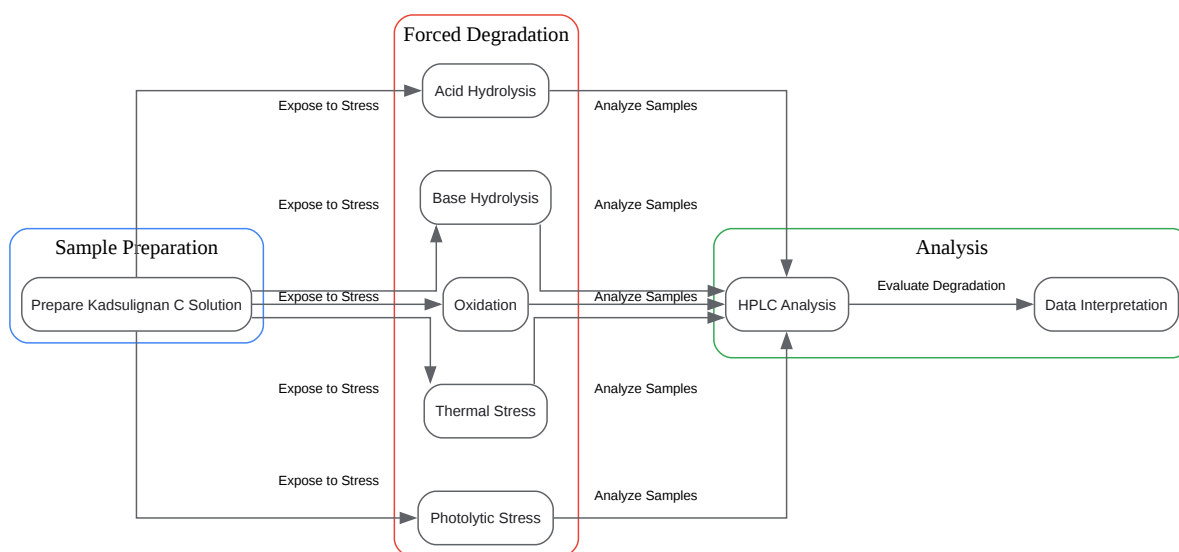 Forced Degradation
Acid Hydrolysis
Expose to Stress
Analyze Samples
Base Hydrolysis
Expose to Stress
Analyze Samples
Sample Preparation
Analysis
Prepare Kadsulignan C Solution
Expose to Stress
Oxidation
Analyze Samples
HPLC Analysis
Evaluate Degradation
Data Interpretation
Expose to Stress
Analyze Samples
Thermal Stress
Expose to Stress
Analyze Samples
Photolytic Stress